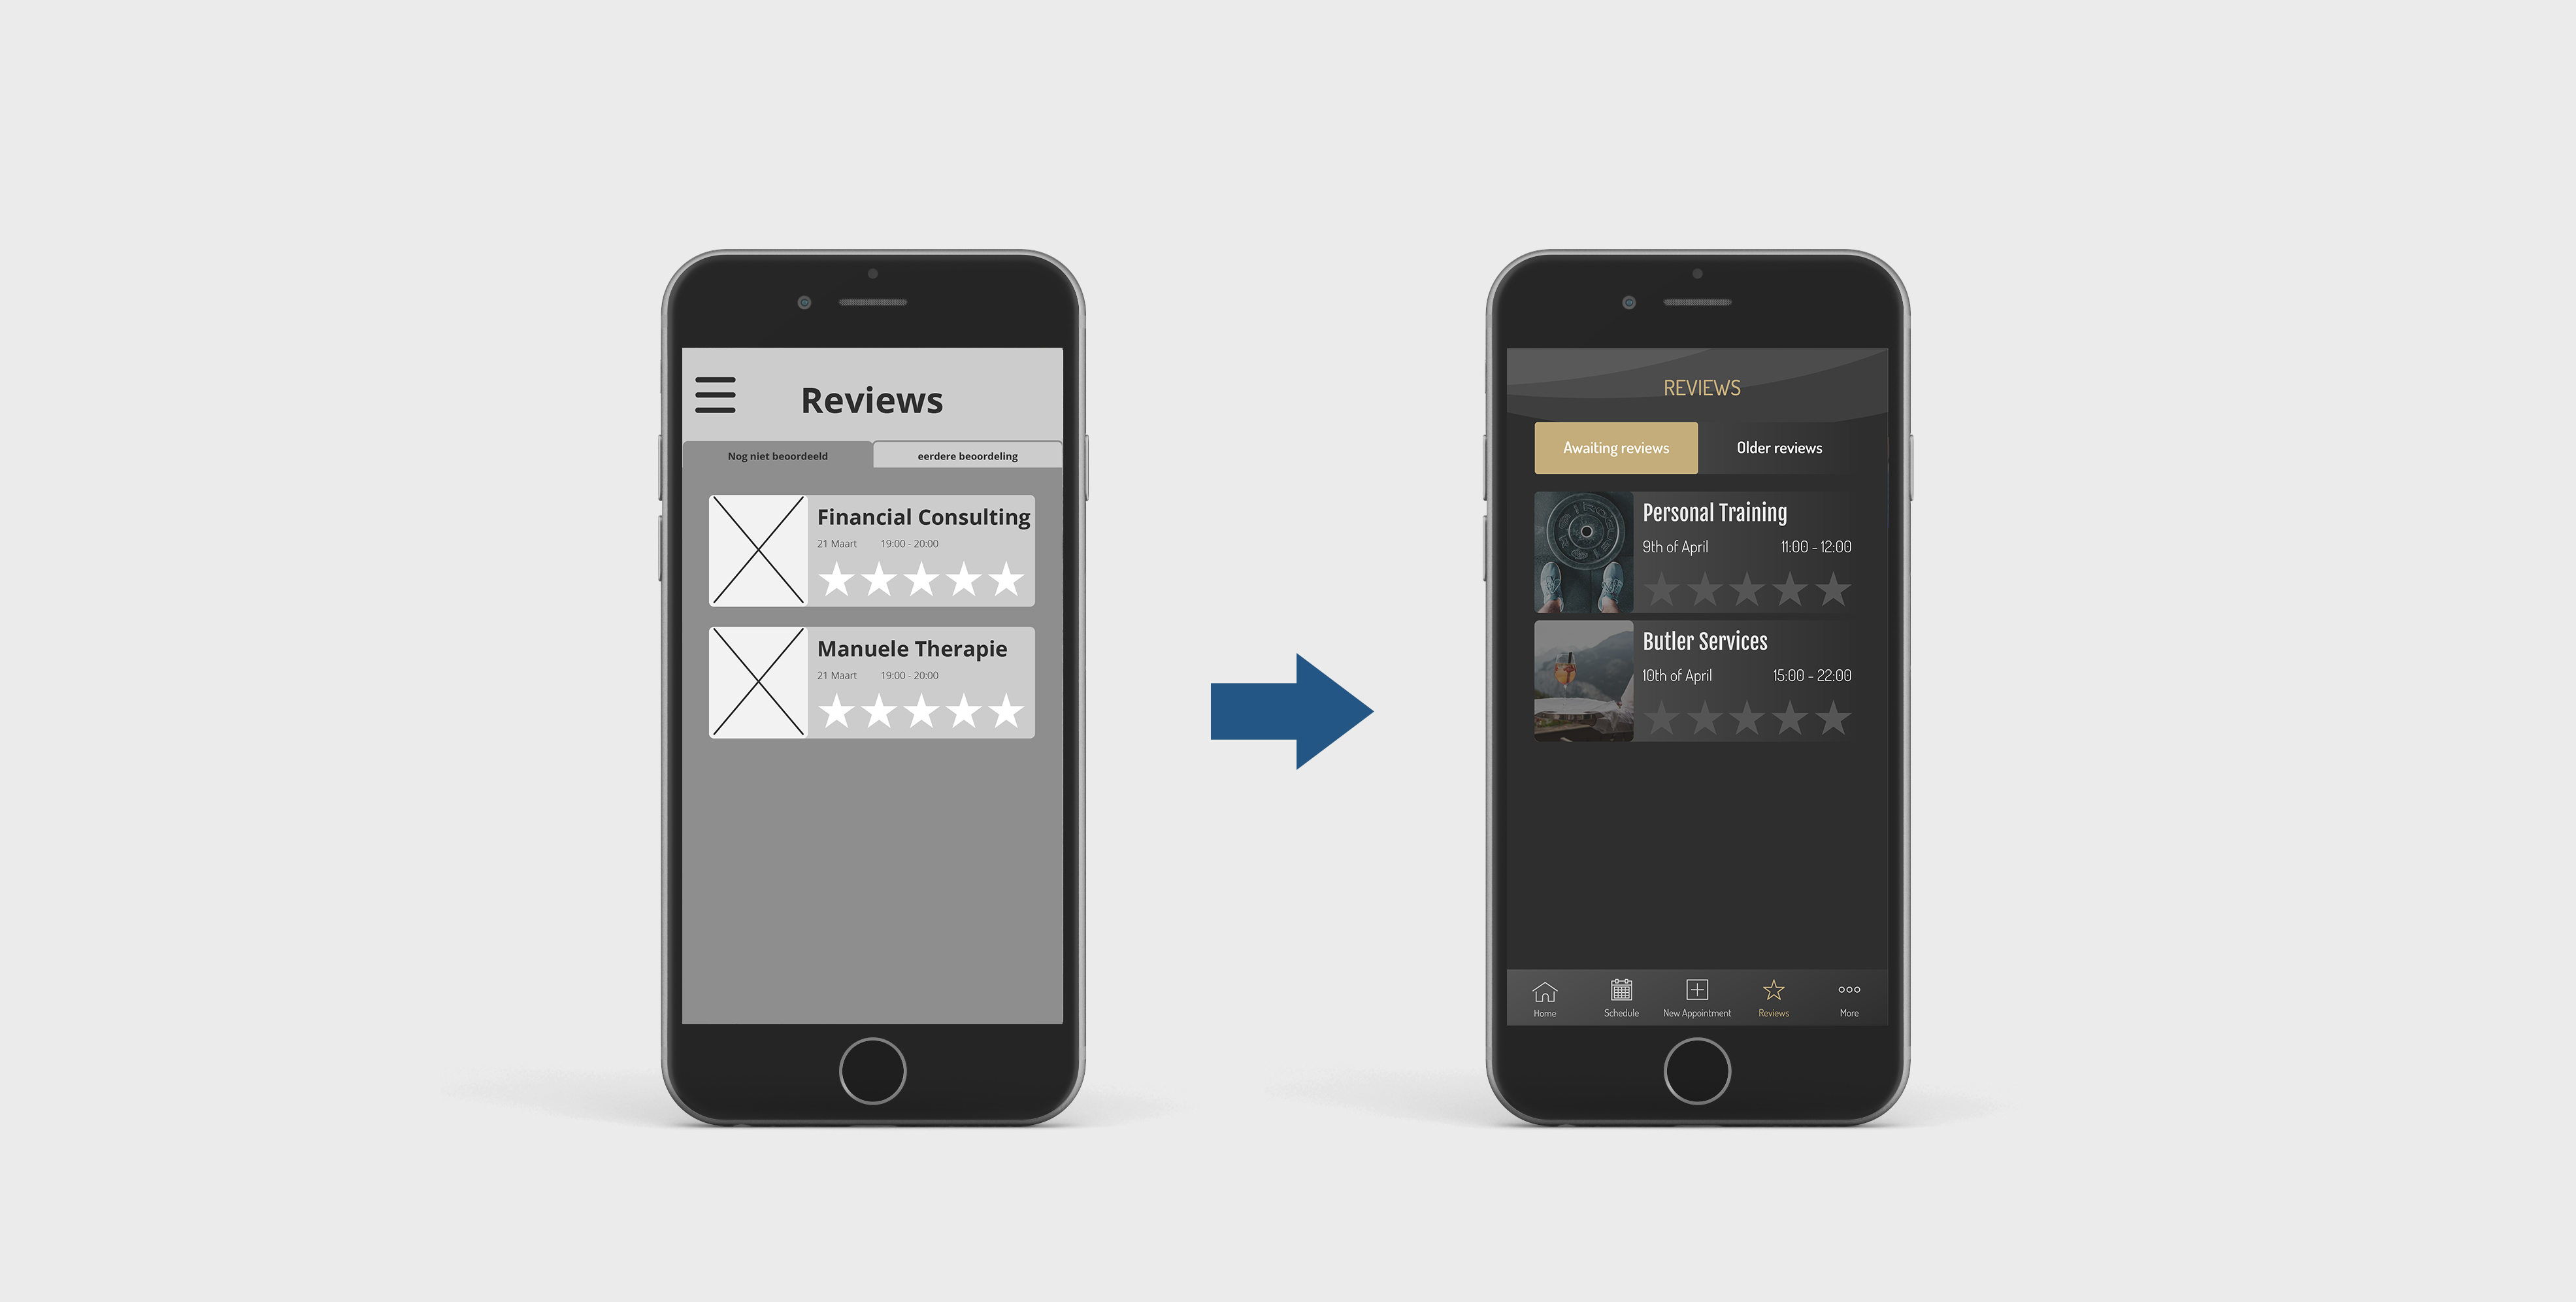 Reviews
Nog niet beoordeeld
eerdere beoordeling
Financial Consulting
21 Maart 19:00 - 20:00
Manuele Therapie
21 Maart 19:00 - 20:00
REVIEWS
Awaiting reviews
Older reviews
Personal Training
9th of April 11:00 - 12:00
Butler Services
10th of April 15:00 - 22:00
Home
Schedule
New Appointment
Reviews
More